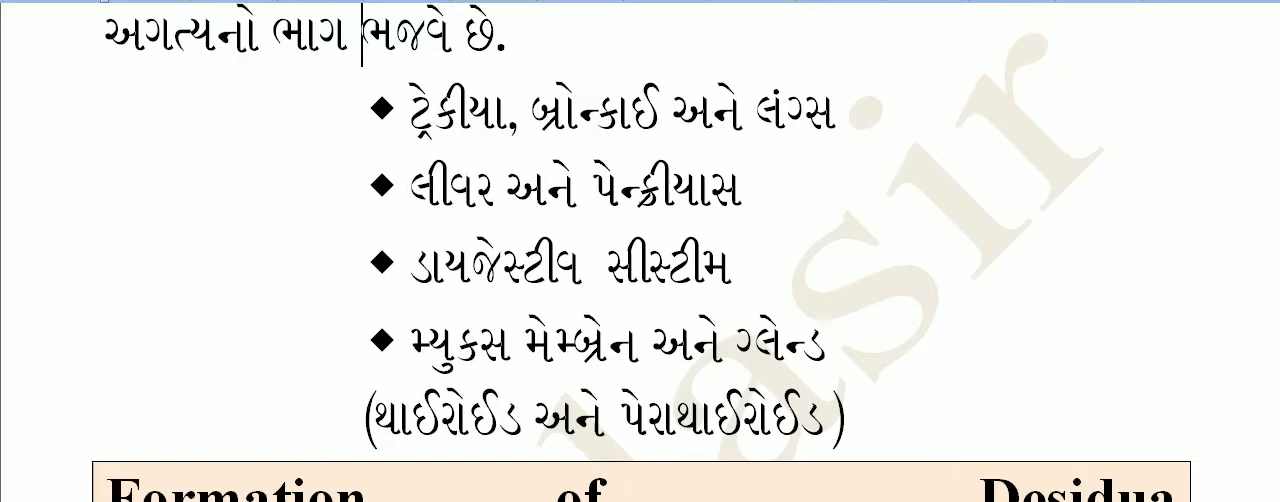 અગત્યનો ભાગ ભજવે છે.
◆ ટ્રેકીયા, બ્રોન્કાઈ અને લંગ્સ
◆ લીવર અને પેન્ક્રીયાસ
◆ ડાયજેસ્ટીવ સીસ્ટીમ
◆ મ્યુકસ મેમ્બ્રેન અને ગ્લેન્ડ
(થાઈરોઈડ અને પેરાથાઈરોઈડ)
Formation of Desidua